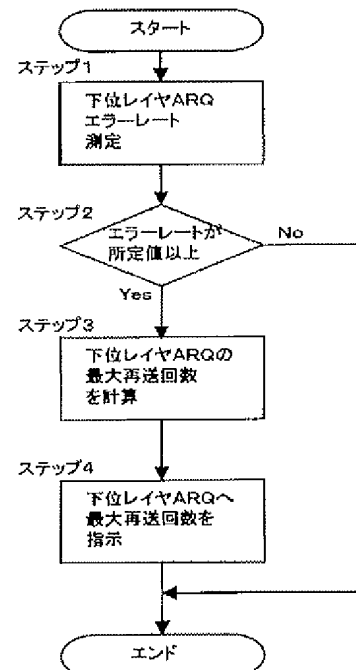 スタート
ステップ1
下位レイヤARQ
エラーレート
測定
ステップ2
エラーレートが
所定値以上
No
Yes
ステップ3
下位レイヤARQの
最大再送回数
を計算
ステップ4
下位レイヤARQへ
最大再送回数を
指示
エンド